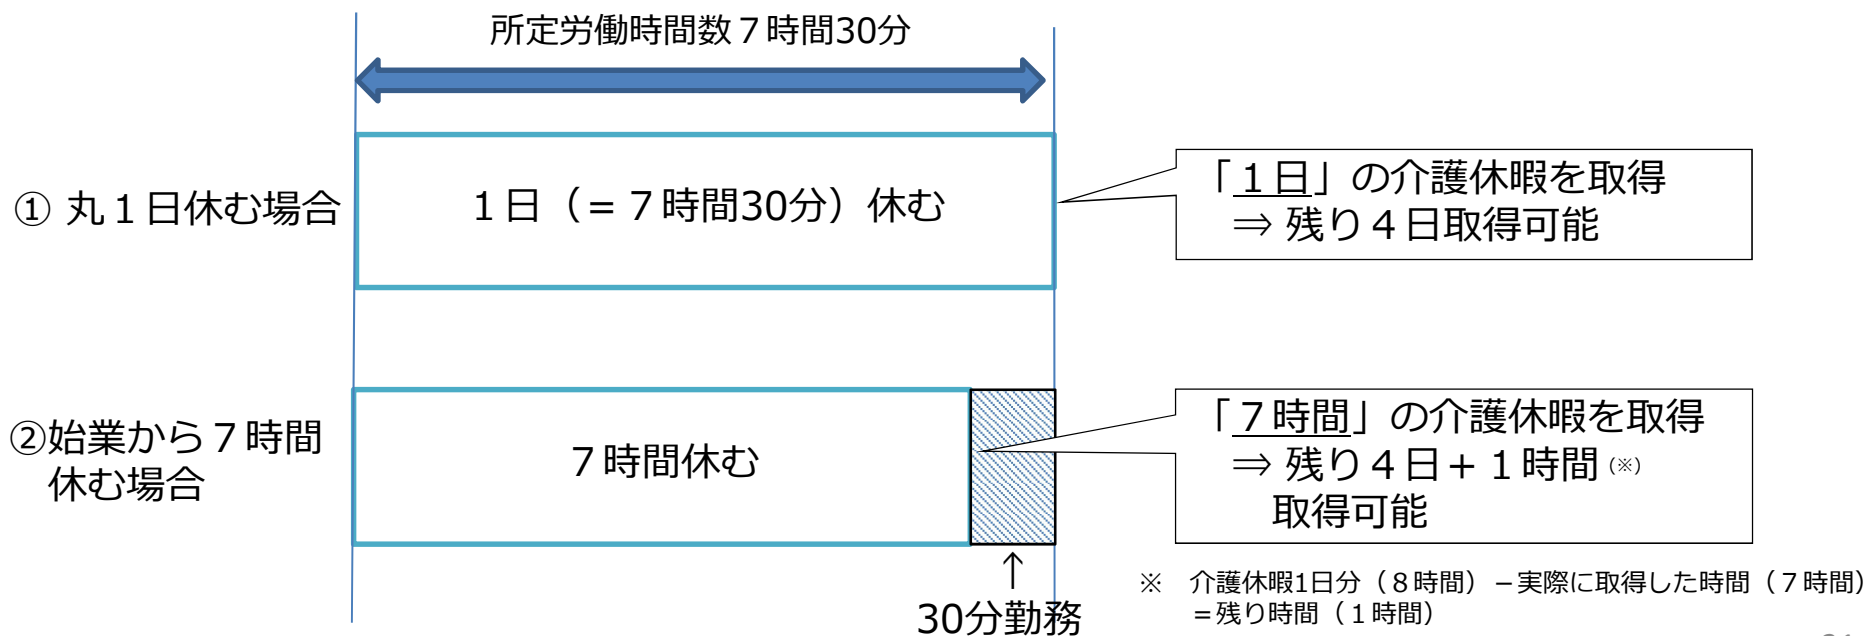 所定労働時間数７時間30分
① 丸１日休む場合
１日（＝７時間30分）休む
「１日」の介護休暇を取得
⇒ 残り４日取得可能
②始業から７時間
休む場合
７時間休む
「７時間」の介護休暇を取得
⇒ 残り４日＋１時間（※）
取得可能
↑
30分勤務
※　介護休暇1日分（８時間）－実際に取得した時間（７時間）
＝残り時間（１時間）